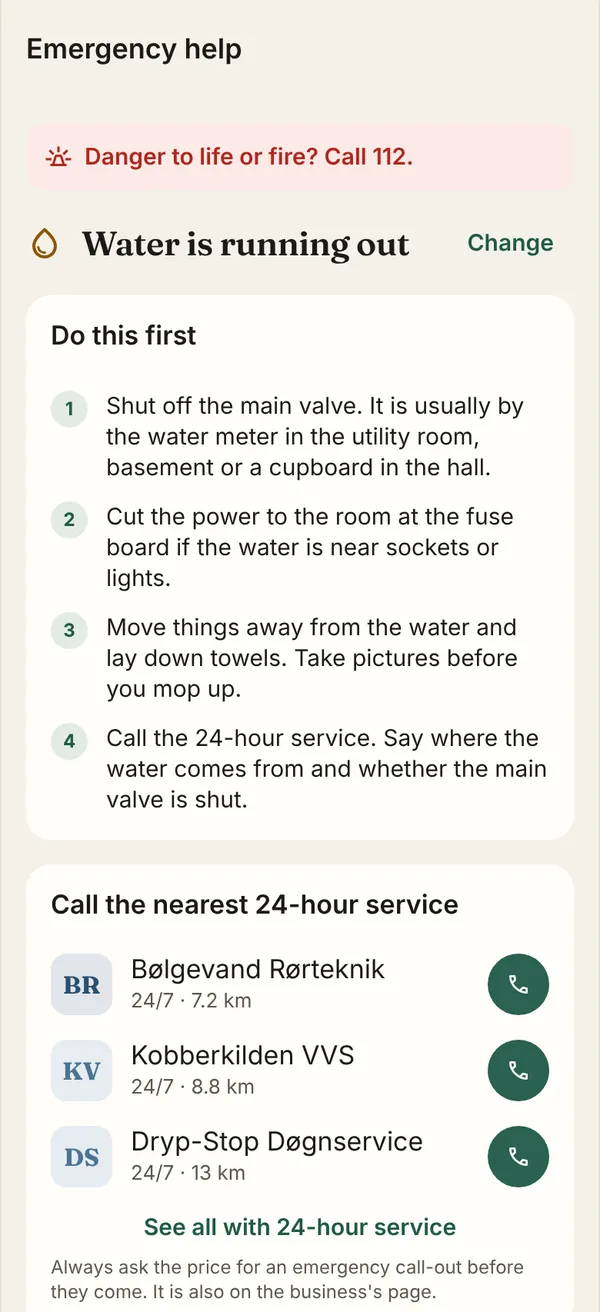 Emergency help
Danger to life or fire? Call 112.
Water is running out
Change
Do this first
1
Shut off the main valve. It is usually by
the water meter in the utility room,
basement or a cupboard in the hall.
2
Cut the power to the room at the fuse
board if the water is near sockets or
lights.
3
Move things away from the water and
lay down towels. Take pictures before
you mop up.
4
Call the 24-hour service. Say where the
water comes from and whether the main
valve is shut.
Call the nearest 24-hour service
BR
Bølgevand Rørteknik
24/7 · 7.2 km
KV
Kobberkilden VVS
24/7 · 8.8 km
DS
Dryp-Stop Døgnservice
24/7 · 13 km
See all with 24-hour service
Always ask the price for an emergency call-out before
they come. It is also on the business's page.